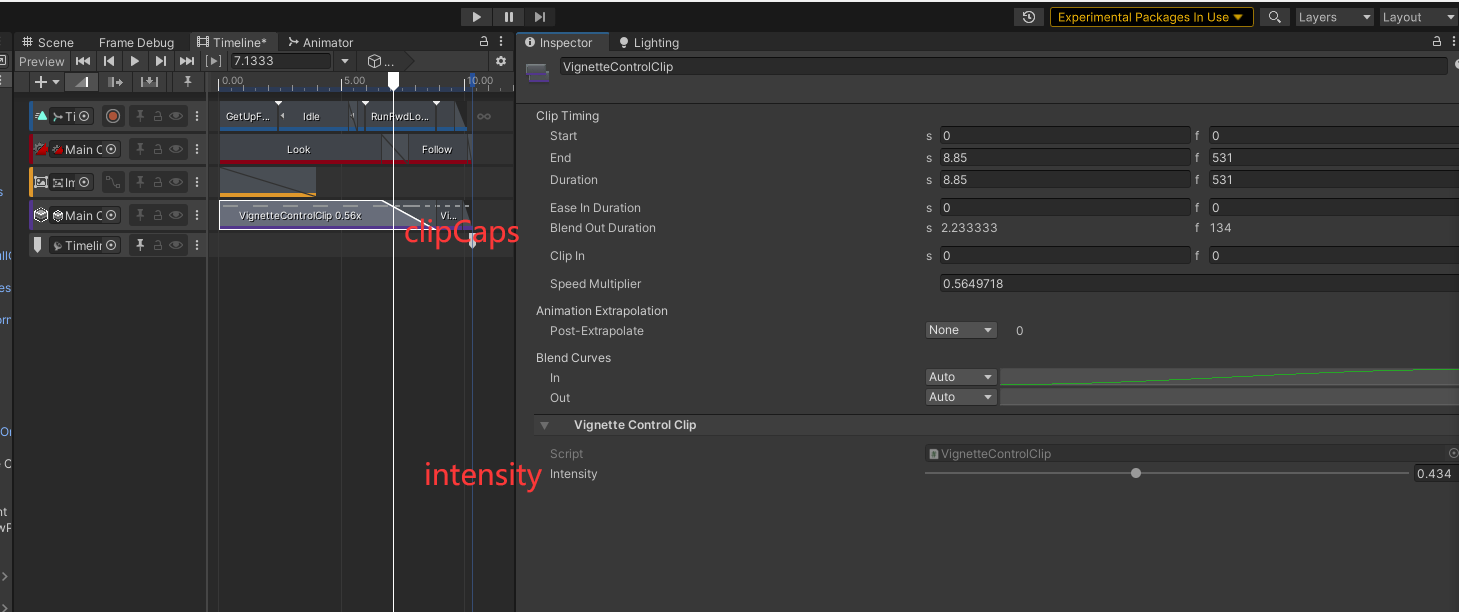 Experimental Packages In Use
Layers
Layout
Scene
Frame Debug
Timeline*
Animator
Inspector
Lighting
Preview
7.1333
...
VignetteControlClip
0.00
5.00
10.00
Clip Timing
Ti
GetUpF...
Idle
RunFwdLo...
Start
s 0
f 0
Main C
Look
Follow
End
s 8.85
f 531
In
Duration
s 8.85
f 531
Main C
VignetteControlClip 0.56x
Vi...
Ease In Duration
s 0
f 0
clipCaps
Blend Out Duration
s 2.233333
f 134
Timelin
Clip In
s 0
f 0
Speed Multiplier
0.5649718
Animation Extrapolation
Post-Extrapolate
None
0
Blend Curves
In
Auto
Out
Auto
Vignette Control Clip
Script
VignetteControlClip
intensity
Intensity
0.434